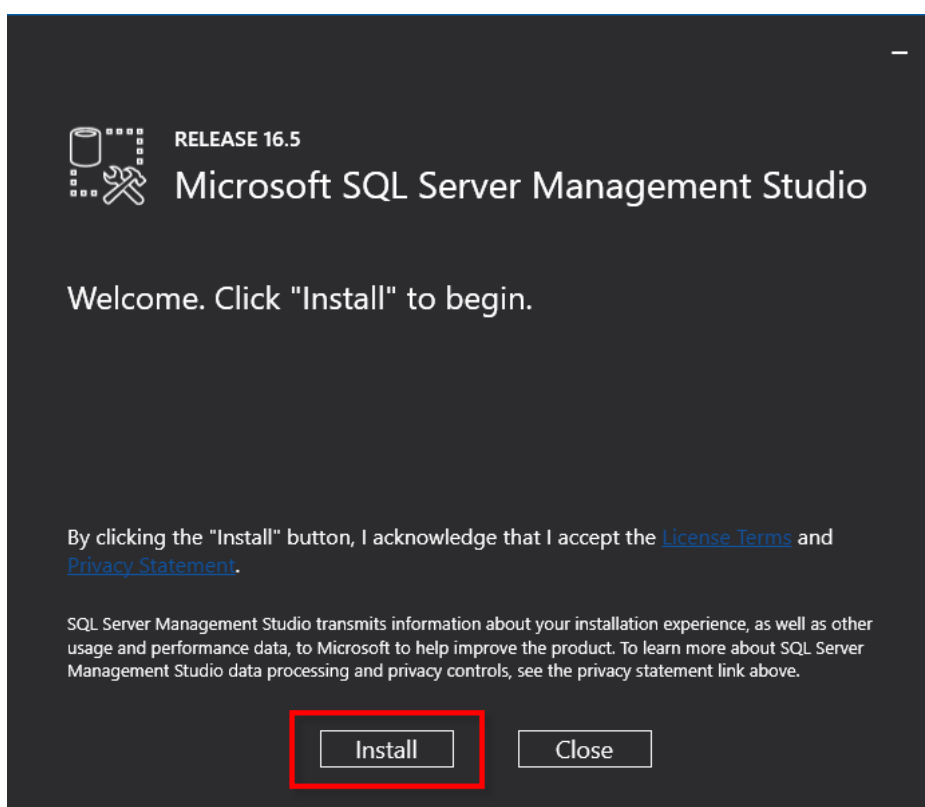 RELEASE 16.5
Microsoft SQL Server Management Studio
Welcome. Click "Install" to begin.
By clicking the "Install" button, I acknowledge that I accept the License Terms and
Privacy Statement.
SQL Server Management Studio transmits information about your installation experience, as well as other
usage and performance data, to Microsoft to help improve the product. To learn more about SQL Server
Management Studio data processing and privacy controls, see the privacy statement link above.
Install Close